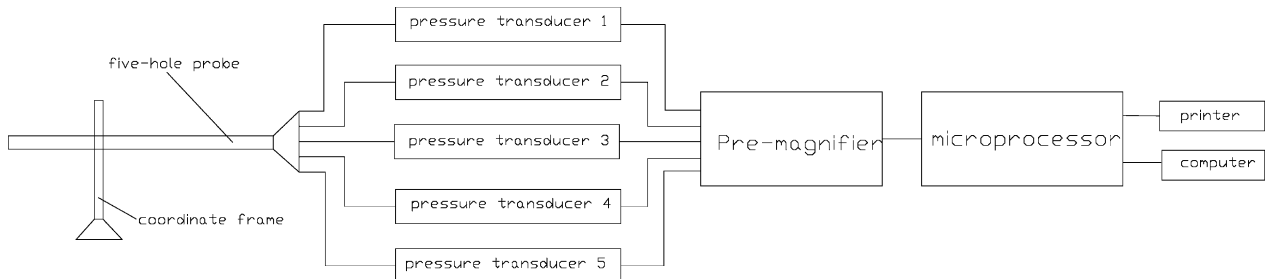 five-hole probe
coordinate frame
pressure transducer 1
pressure transducer 2
pressure transducer 3
pressure transducer 4
pressure transducer 5
Pre-magnifier
microprocessor
printer
computer